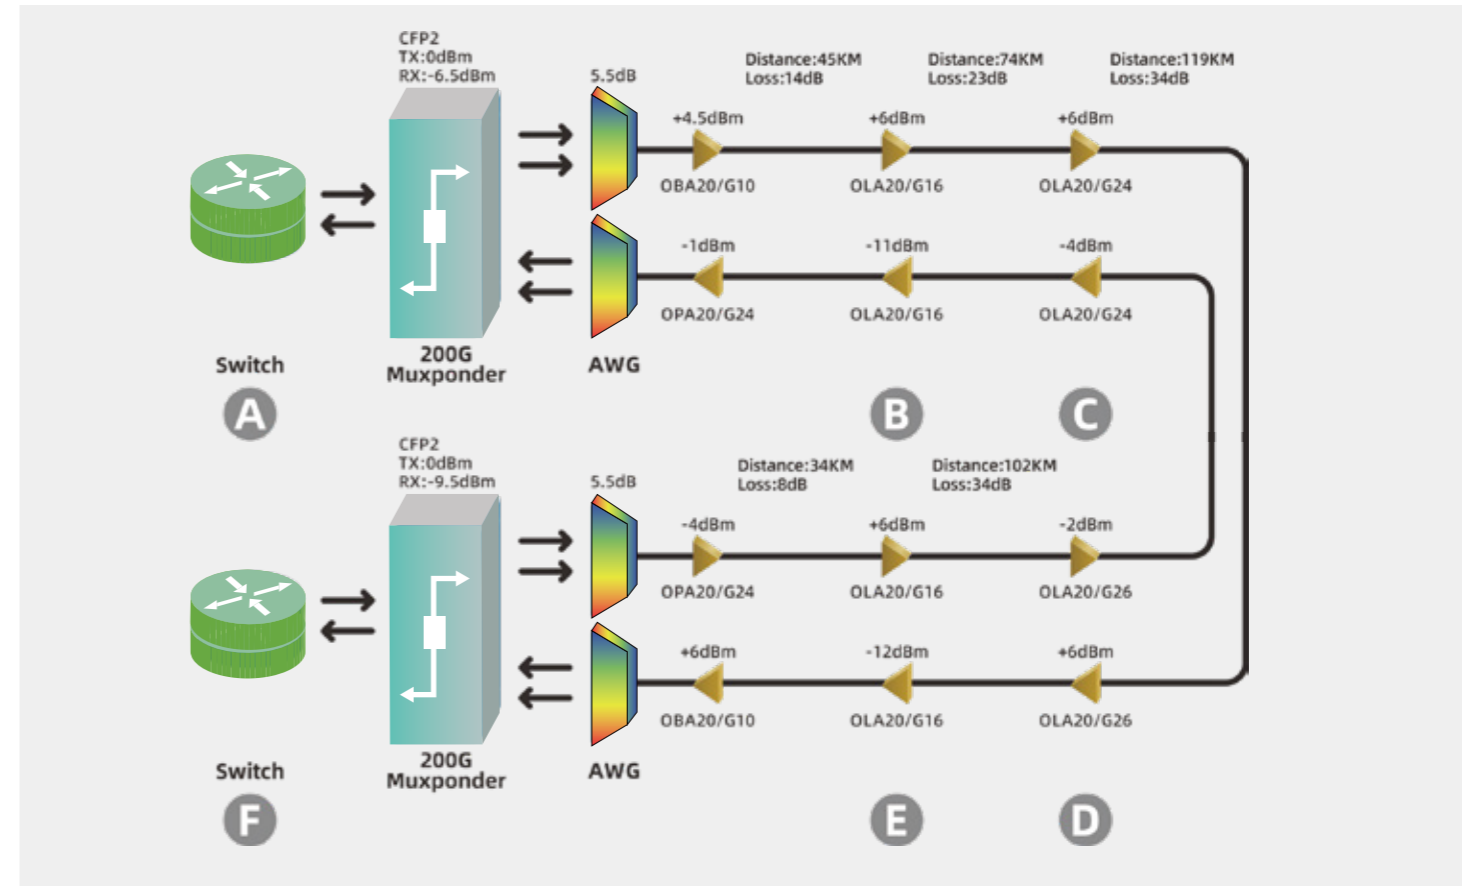 CFP2
TX:0dBm
RX:-6.5dBm
5.5dB
Distance:45KM
Loss:14dB
Distance:74KM
Loss:23dB
Distance:119KM
Loss:34dB
+4.5dBm
+6dBm
+6dBm
OBA20/G10
OLA20/G16
OLA20/G24
-1dBm
-11dBm
-4dBm
OPA20/G24
OLA20/G16
OLA20/G24
Switch
200G
Muxponder
AWG
A
B
C
CFP2
TX:0dBm
RX:-9.5dBm
5.5dB
Distance:34KM
Loss:8dB
Distance:102KM
Loss:34dB
-4dBm
+6dBm
-2dBm
OPA20/G24
OLA20/G16
OLA20/G26
+6dBm
-12dBm
+6dBm
OBA20/G10
OLA20/G16
OLA20/G26
Switch
200G
Muxponder
AWG
F
E
D